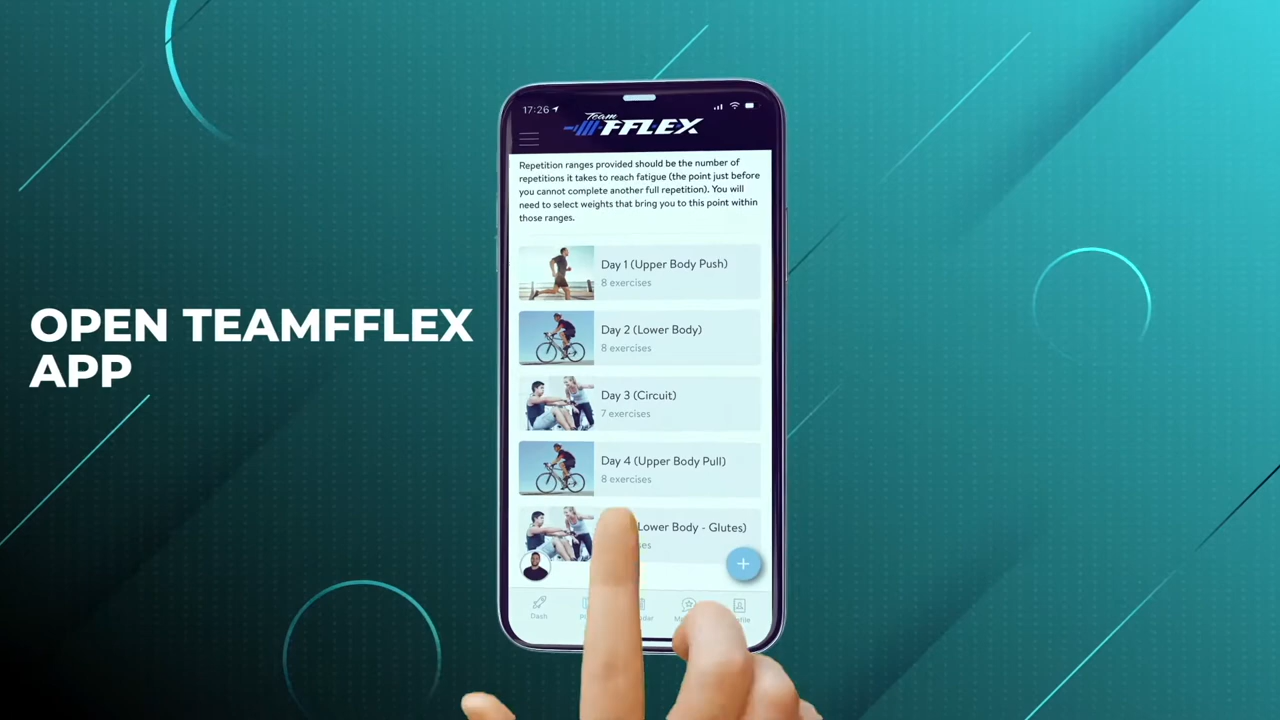 OPEN TEAMFFLEX
APP
17:26
Team
FFLEX
Repetition ranges provided should be the number of
repetitions it takes to reach fatigue (the point just before
you cannot complete another full repetition). You will
need to select weights that bring you to this point within
those ranges.
Day 1 (Upper Body Push)
8 exercises
Day 2 (Lower Body)
8 exercises
Day 3 (Circuit)
7 exercises
Day 4 (Upper Body Pull)
8 exercises
Lower Body - Glutes)
Dash